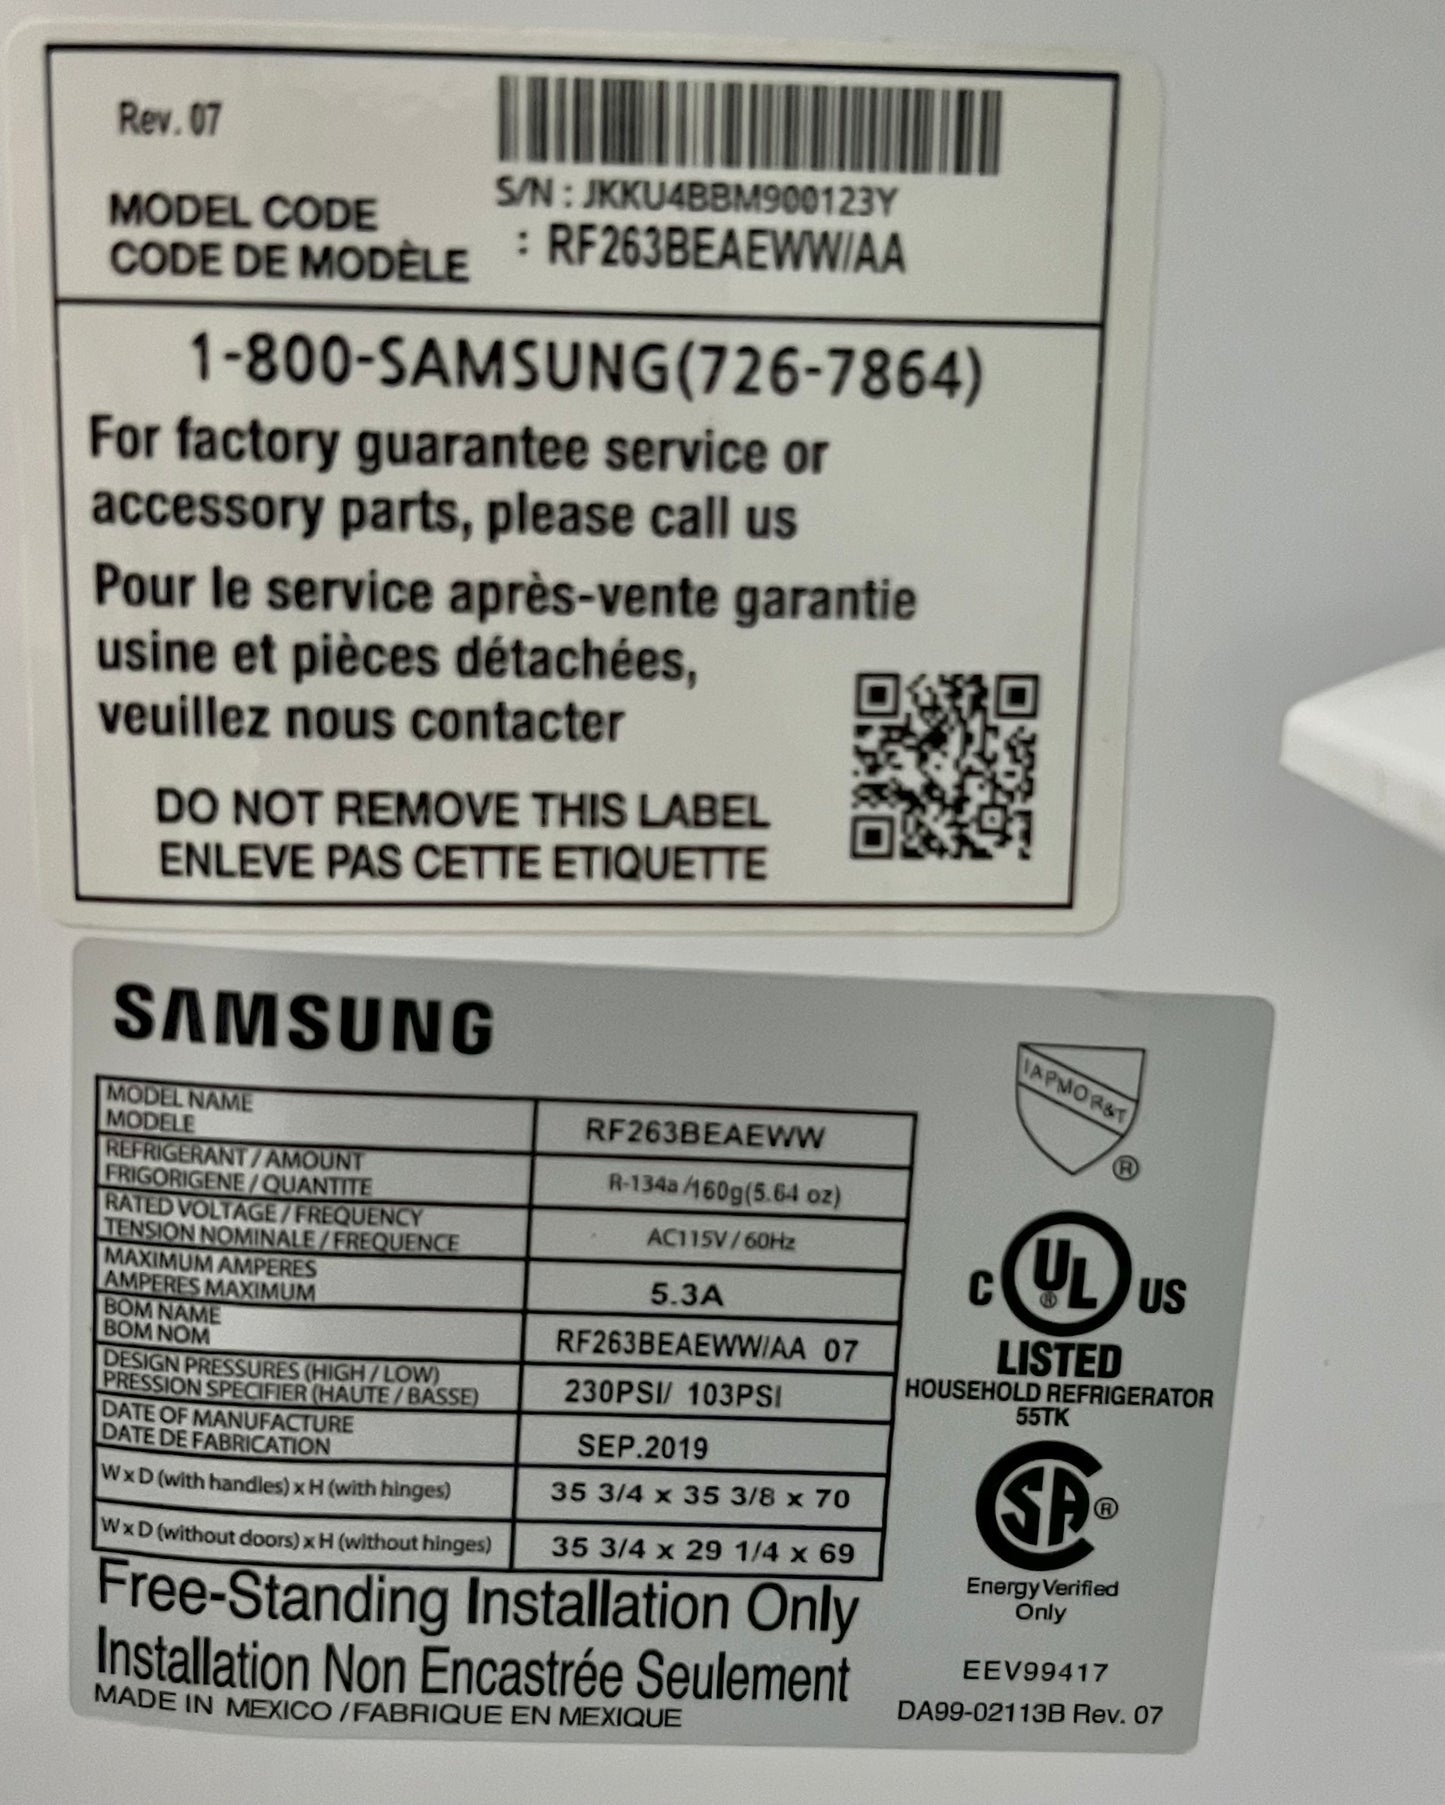 Rev. 07
S/N : JKKU4BBM900123Y
MODEL CODE
CODE DE MODÈLE : RF263BEAEWW/AA
1-800-SAMSUNG(726-7864)
For factory guarantee service or
accessory parts, please call us
Pour le service après-vente garantie
usine et pièces détachées,
veuillez nous contacter
DO NOT REMOVE THIS LABEL
ENLEVE PAS CETTE ETIQUETTE
SAMSUNG
MODEL NAME
MODELE
RF263BEAEWW
REFRIGERANT / AMOUNT
FRIGORIGENE / QUANTITE
R-134a /160g(5.64 oz)
RATED VOLTAGE / FREQUENCY
TENSION NOMINALE / FREQUENCE
AC115V / 60Hz
MAXIMUM AMPERES
AMPERES MAXIMUM
5.3A
BOM NAME
BOM NOM
RF263BEAEWW/AA 07
DESIGN PRESSURES (HIGH / LOW)
PRESSION SPECIFIER (HAUTE / BASSE)
230PSI/ 103PSI
DATE OF MANUFACTURE
DATE DE FABRICATION
SEP.2019
W x D (with handles) x H (with hinges)
35 3/4 x 35 3/8 x 70
W x D (without doors) x H (without hinges)
35 3/4 x 29 1/4 x 69
Free-Standing Installation Only
Installation Non Encastrée Seulement
MADE IN MEXICO / FABRIQUE EN MEXIQUE
IAPMO R&T
®
C UL ® US
LISTED
HOUSEHOLD REFRIGERATOR
55TK
SA ®
Energy Verified
Only
EEV99417
DA99-02113B Rev. 07